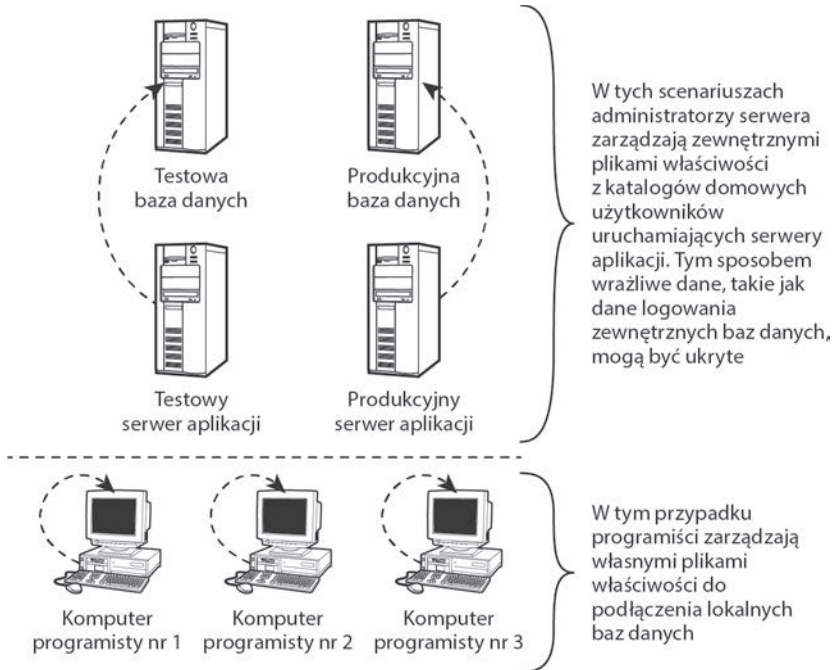 Testowa
baza danych
Produkcyjna
baza danych
Testowy
serwer aplikacji
Produkcyjny
serwer aplikacji
W tych scenariuszach
administratorzy serwera
zarządzają zewnętrznymi
plikami właściwości
z katalogów domowych
użytkowników
uruchamiających serwery
aplikacji. Tym sposobem
wrażliwe dane, takie jak
dane logowania
zewnętrznych baz danych,
mogą być ukryte
Komputer
programisty nr 1
Komputer
programisty nr 2
Komputer
programisty nr 3
W tym przypadku
programiści zarządzają
własnymi plikami
właściwości do
podłączenia lokalnych
baz danych